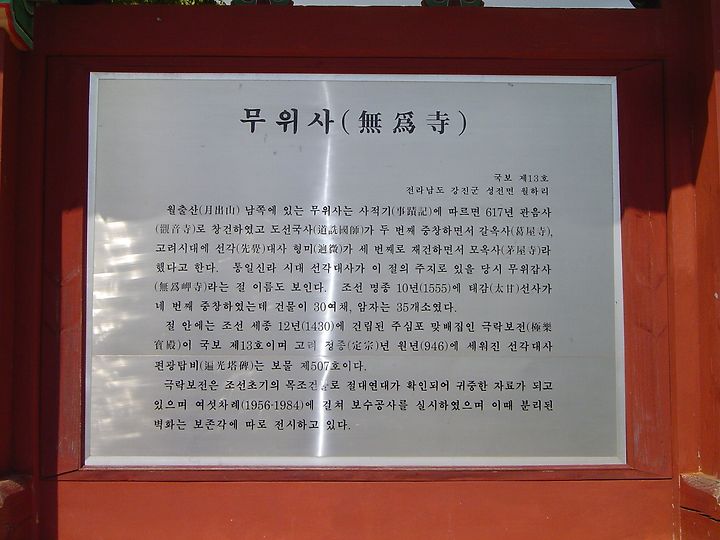 무위사(無爲寺)
국보 제13호
전라남도 강진군 성전면 월하리
월출산(月出山) 남쪽에 있는 무위사는 사적기(事蹟記)에 따르면 617년 관음사
(觀音寺)로 창건하였고 도선국사(道詵國師)가 두 번째 중창하면서 갈옥사(葛屋寺),
고려시대에 선각(先覺)대사 형미(逈微)가 세 번째로 재건하면서 모옥사(茅屋寺)라
했다고 한다. 통일신라 시대 선각대사가 이 절의 주지로 있을 당시 무위갑사
(無爲岬寺)라는 절 이름도 보인다. 조선 명종 10년(1555)에 태감(太甘)선사가
네 번째 중창하였는데 건물이 30여채, 암자는 35개소였다.
절 안에는 조선 세종 12년(1430)에 건립된 주심포 맞배집인 극락보전(極樂
寶殿)이 국보 제13호이며 고려 정종(定宗)년 원년(946)에 세워진 선각대사
편광탑비(遍光塔碑)는 보물 제507호이다.
극락보전은 조선초기의 목조건물로 절대연대가 확인되어 귀중한 자료가 되고
있으며 여섯차례(1956-1984)에 걸쳐 보수공사를 실시하였으며 이때 분리된
벽화는 보존각에 따로 전시하고 있다.